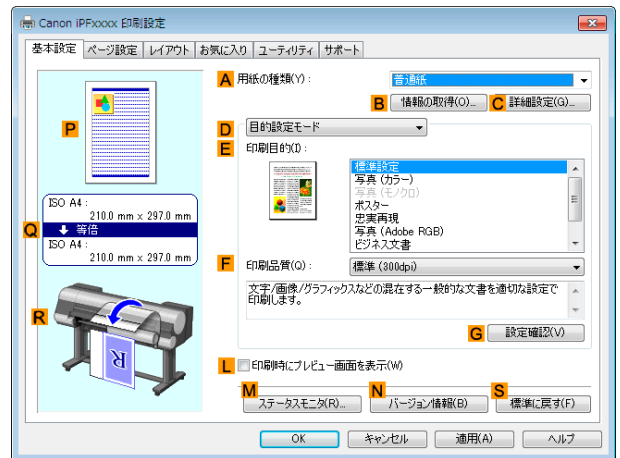 Canon iPFxxxx 印刷設定
基本設定 ページ設定 レイアウト お気に入り ユーティリティ サポート
A 用紙の種類(Y): 普通紙
B 情報の取得(O)... C 詳細設定(G)...
P
D 目的設定モード
E 印刷目的(I):
標準設定
写真 (カラー)
写真 (モノクロ)
ポスター
忠実再現
写真 (Adobe RGB)
ビジネス文書
ISO A4 :
210.0 mm x 297.0 mm
Q 等倍
ISO A4 :
210.0 mm x 297.0 mm
F 印刷品質(Q): 標準 (300dpi)
文字/画像/グラフィックスなどの混在する一般的な文書を適切な設定で
印刷します。
G 設定確認(V)
R
R
L 印刷時にプレビュー画面を表示(W)
M ステータスモニタ(R)... N バージョン情報(B) S 標準に戻す(F)
OK キャンセル 適用(A) ヘルプ